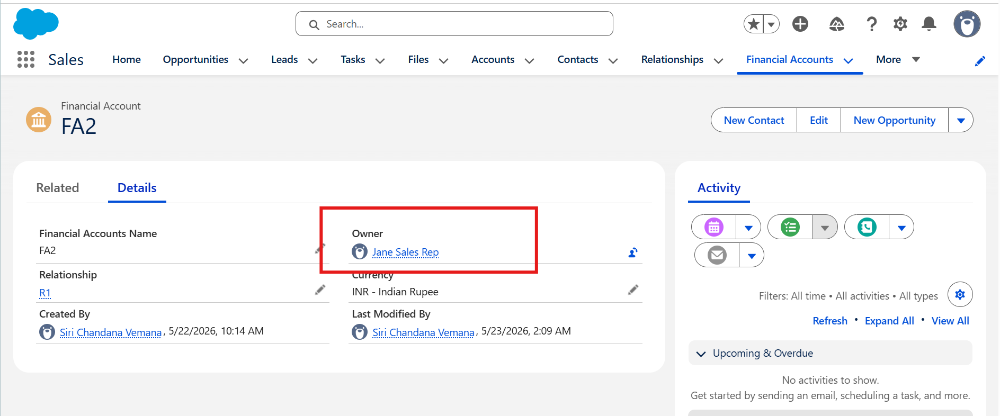 Search...
Sales
Home
Opportunities
Leads
Tasks
Files
Accounts
Contacts
Relationships
Financial Accounts
More
Financial Account
FA2
New Contact
Edit
New Opportunity
Related
Details
Financial Accounts Name
FA2
Owner
Jane Sales Rep
Relationship
R1
Currency
INR - Indian Rupee
Created By
Siri Chandana Vemana, 5/22/2026, 10:14 AM
Last Modified By
Siri Chandana Vemana, 5/23/2026, 2:09 AM
Activity
Filters: All time • All activities • All types
Refresh • Expand All • View All
Upcoming & Overdue
No activities to show.
Get started by sending an email, scheduling a task, and more.